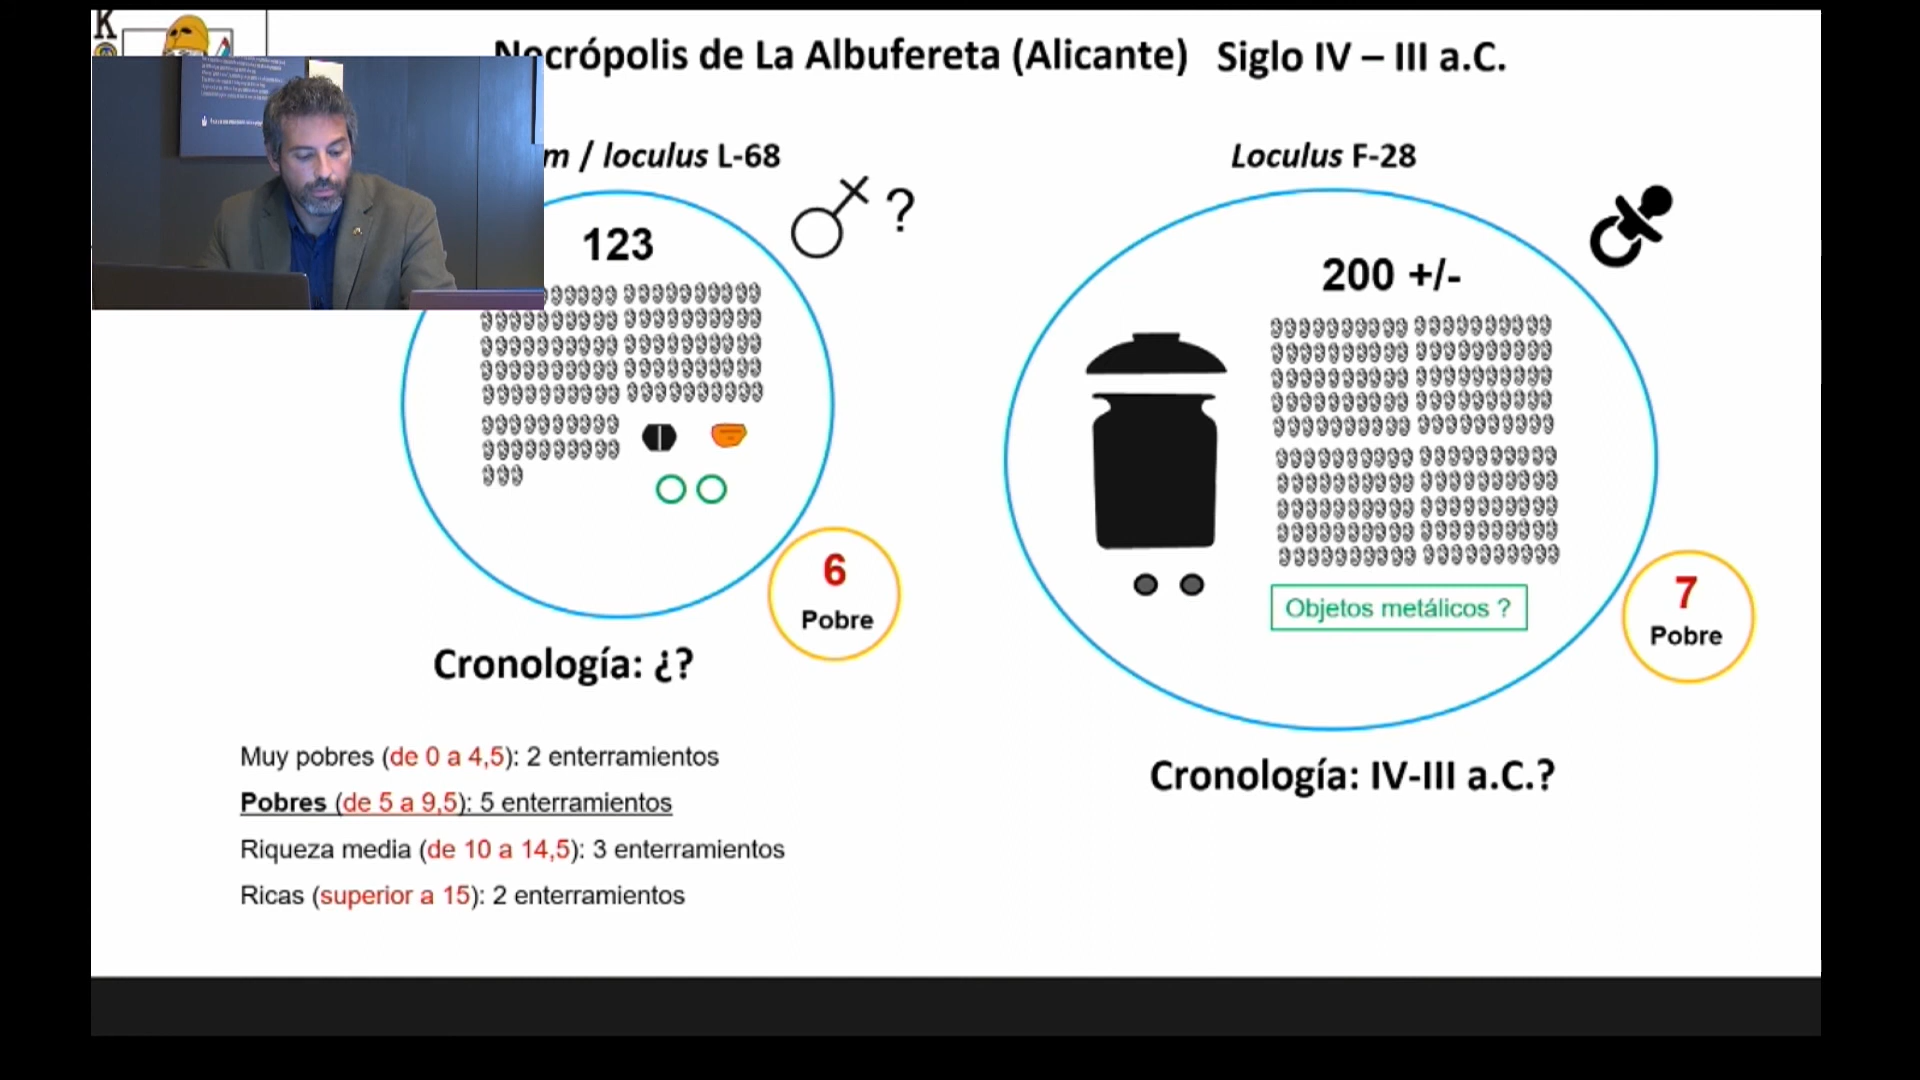 K
Necrópolis de La Albufereta (Alicante) Siglo IV – III a.C.
m / loculus L-68
Loculus F-28
?
123
200 +/-
6
Pobre
Objetos metálicos ?
7
Pobre
Cronología: ¿?
Cronología: IV-III a.C.?
Muy pobres (de 0 a 4,5): 2 enterramientos
Pobres (de 5 a 9,5): 5 enterramientos
Riqueza media (de 10 a 14,5): 3 enterramientos
Ricas (superior a 15): 2 enterramientos